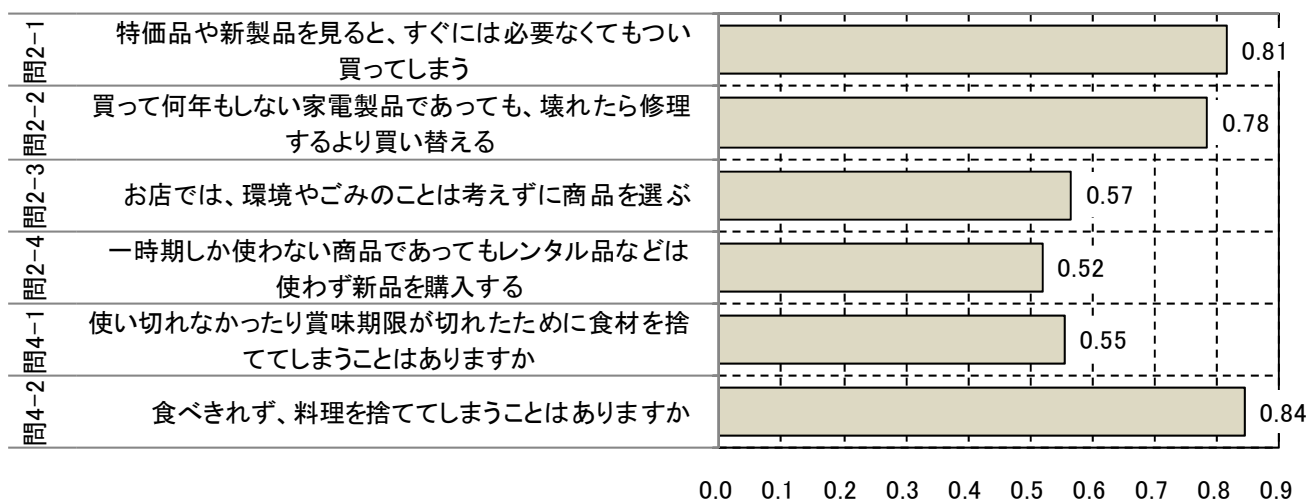 問2-1
特価品や新製品を見ると、すぐには必要なくてもつい
買ってしまう
0.81
問2-2
買って何年もしない家電製品であっても、壊れたら修理
するより買い替える
0.78
問2-3
お店では、環境やごみのことは考えずに商品を選ぶ
0.57
問2-4
一時期しか使わない商品であってもレンタル品などは
使わず新品を購入する
0.52
問4-1
使い切れなかったり賞味期限が切れたために食材を捨
ててしまうことはありますか
0.55
問4-2
食べきれず、料理を捨ててしまうことはありますか
0.84
0.0 0.1 0.2 0.3 0.4 0.5 0.6 0.7 0.8 0.9